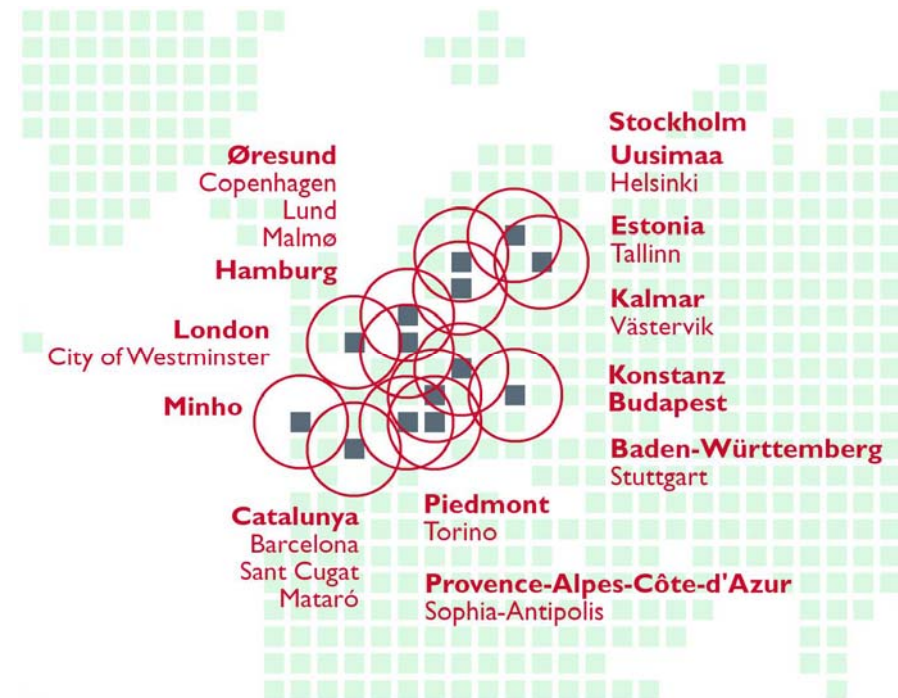 Øresund
Copenhagen
Lund
Malmø
Hamburg
London
City of Westminster
Minho
Catalunya
Barcelona
Sant Cugat
Mataró
Piedmont
Torino
Provence-Alpes-Côte-d'Azur
Sophia-Antipolis
Stockholm
Uusimaa
Helsinki
Estonia
Tallinn
Kalmar
Västervik
Konstanz
Budapest
Baden-Württemberg
Stuttgart